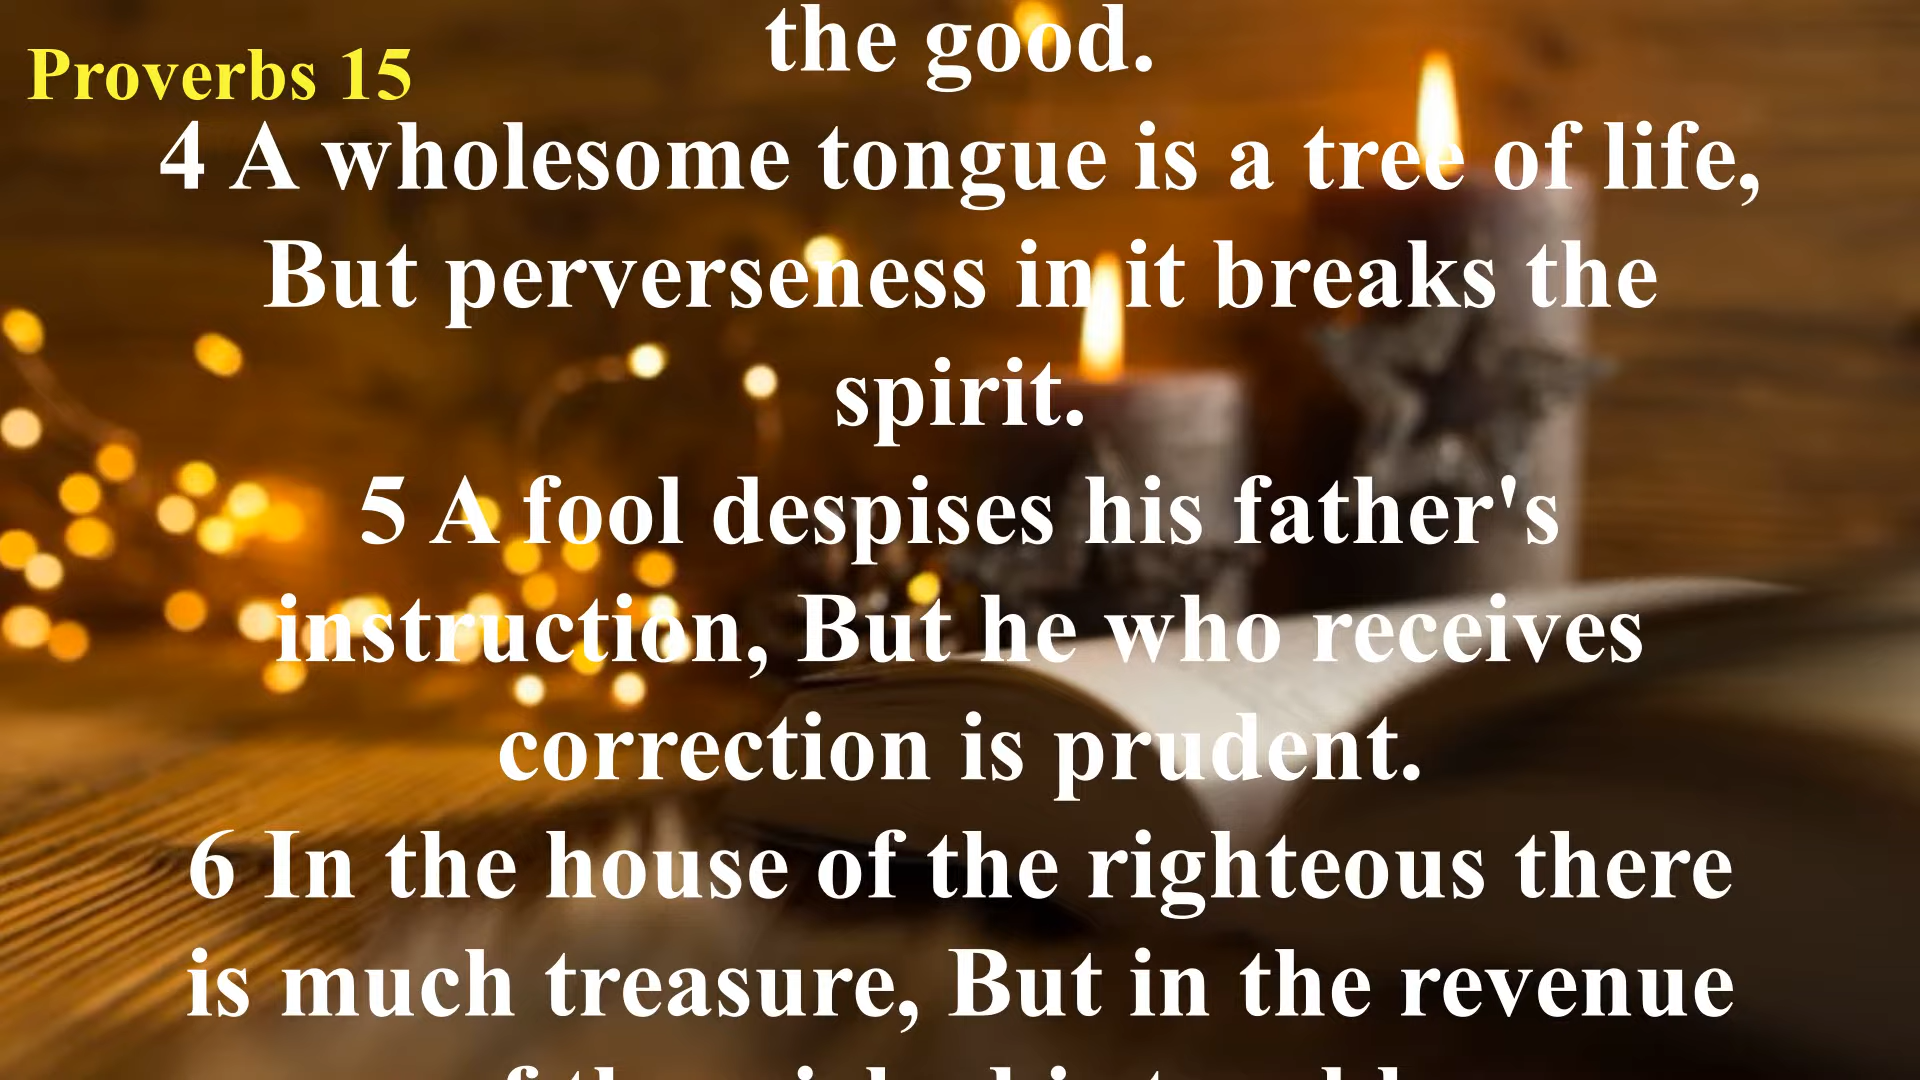 the good.
Proverbs 15
4 A wholesome tongue is a tree of life,
But perverseness in it breaks the
spirit.
5 A fool despises his father's
instruction, But he who receives
correction is prudent.
6 In the house of the righteous there
is much treasure, But in the revenue